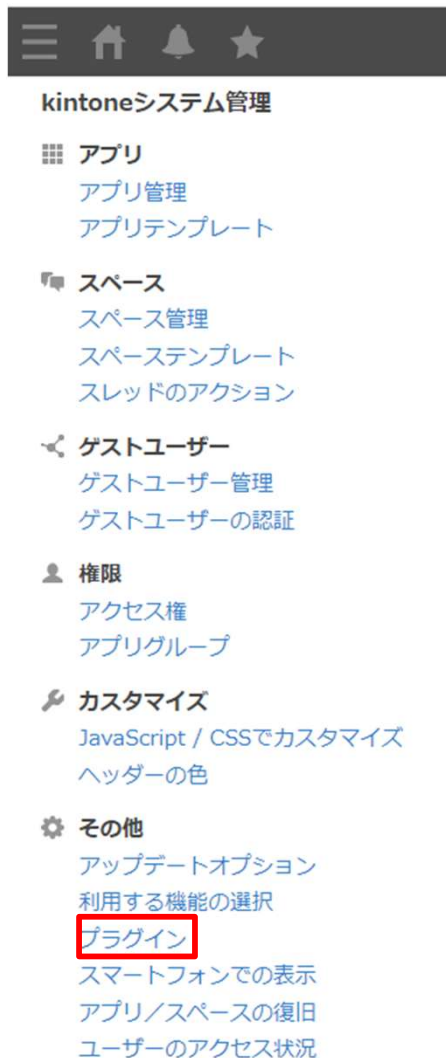 kintoneシステム管理
アプリ
アプリ管理
アプリテンプレート
スペース
スペース管理
スペーステンプレート
スレッドのアクション
ゲストユーザー
ゲストユーザー管理
ゲストユーザーの認証
権限
アクセス権
アプリグループ
カスタマイズ
JavaScript / CSSでカスタマイズ
ヘッダーの色
その他
アップデートオプション
利用する機能の選択
プラグイン
スマートフォンでの表示
アプリ／スペースの復旧
ユーザーのアクセス状況